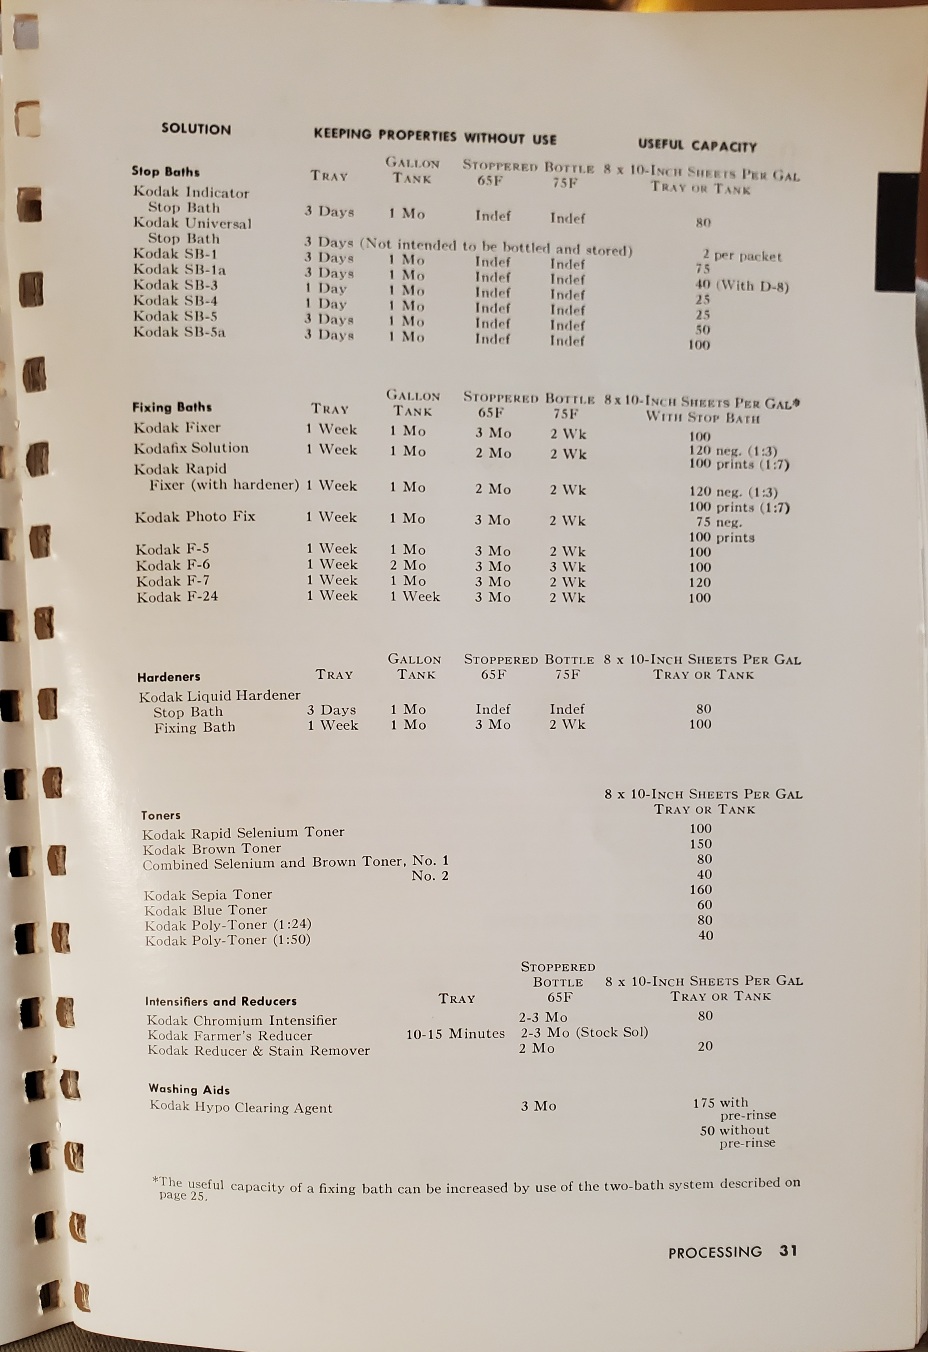 SOLUTION KEEPING PROPERTIES WITHOUT USE USEFUL CAPACITY
Stop Baths TRAY GALLON TANK STOPPERED BOTTLE 65F 75F 8 x 10-INCH SHEETS PER GAL TRAY OR TANK
Kodak Indicator
Stop Bath 3 Days 1 Mo Indef Indef 80
Kodak Universal
Stop Bath 3 Days (Not intended to be bottled and stored) 2 per packet
Kodak SB-1 3 Days 1 Mo Indef Indef 75
Kodak SB-1a 3 Days 1 Mo Indef Indef 40 (With D-8)
Kodak SB-3 1 Day 1 Mo Indef Indef 25
Kodak SB-4 1 Day 1 Mo Indef Indef 25
Kodak SB-5 3 Days 1 Mo Indef Indef 50
Kodak SB-5a 3 Days 1 Mo Indef Indef 100
Fixing Baths TRAY GALLON TANK STOPPERED BOTTLE 65F 75F 8 x 10-INCH SHEETS PER GAL* WITH STOP BATH
Kodak Fixer 1 Week 1 Mo 3 Mo 2 Wk 100
Kodafix Solution 1 Week 1 Mo 2 Mo 2 Wk 120 neg. (1:3)
100 prints (1:7)
Kodak Rapid
Fixer (with hardener) 1 Week 1 Mo 2 Mo 2 Wk 120 neg. (1:3)
100 prints (1:7)
Kodak Photo Fix 1 Week 1 Mo 3 Mo 2 Wk 75 neg.
100 prints
Kodak F-5 1 Week 1 Mo 3 Mo 2 Wk 100
Kodak F-6 1 Week 2 Mo 3 Mo 3 Wk 100
Kodak F-7 1 Week 1 Mo 3 Mo 2 Wk 120
Kodak F-24 1 Week 1 Week 3 Mo 2 Wk 100
Hardeners TRAY GALLON TANK STOPPERED BOTTLE 65F 75F 8 x 10-INCH SHEETS PER GAL TRAY OR TANK
Kodak Liquid Hardener
Stop Bath 3 Days 1 Mo Indef Indef 80
Fixing Bath 1 Week 1 Mo 3 Mo 2 Wk 100
8 x 10-INCH SHEETS PER GAL
Toners TRAY OR TANK
Kodak Rapid Selenium Toner 100
Kodak Brown Toner 150
Combined Selenium and Brown Toner, No. 1 80
No. 2 40
Kodak Sepia Toner 160
Kodak Blue Toner 60
Kodak Poly-Toner (1:24) 80
Kodak Poly-Toner (1:50) 40
Intensifiers and Reducers TRAY STOPPERED BOTTLE 65F 8 x 10-INCH SHEETS PER GAL TRAY OR TANK
Kodak Chromium Intensifier 2-3 Mo 80
Kodak Farmer's Reducer 10-15 Minutes 2-3 Mo (Stock Sol)
Kodak Reducer & Stain Remover 2 Mo 20
Washing Aids
Kodak Hypo Clearing Agent 3 Mo 175 with
pre-rinse
50 without
pre-rinse
*The useful capacity of a fixing bath can be increased by use of the two-bath system described on
page 25.
PROCESSING 31